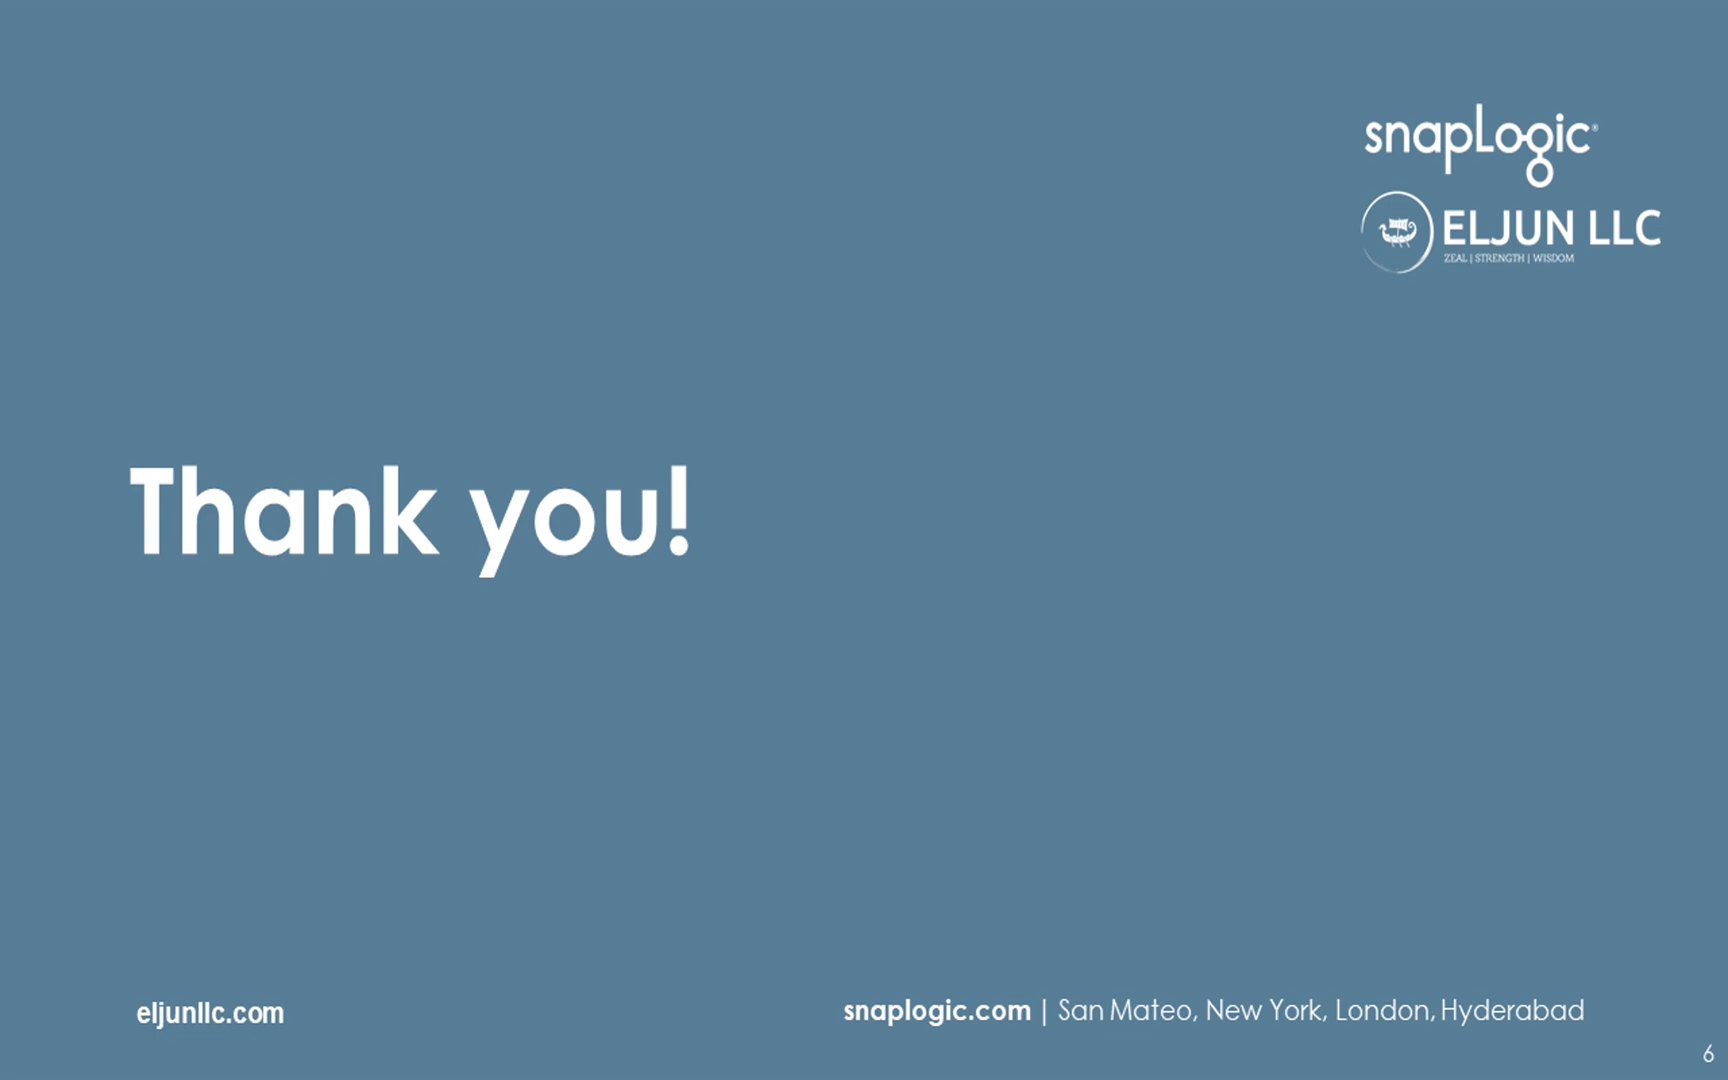 snapLogic®
ELJUN LLC
ZEAL | STRENGTH | WISDOM
Thank you!
eljunllc.com
snaplogic.com | San Mateo, New York, London, Hyderabad
6